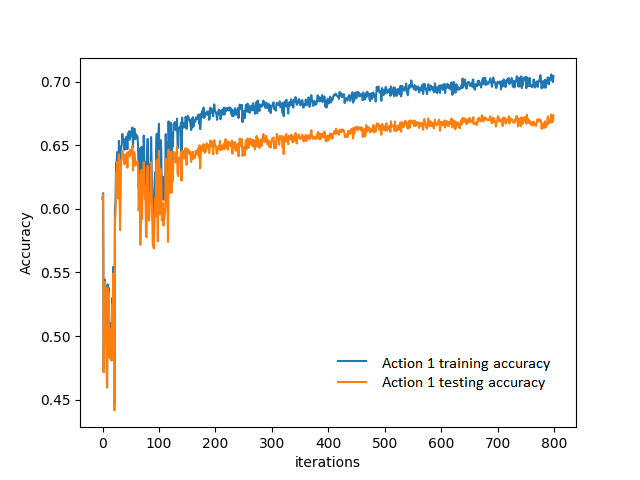 0.70
0.65
0.60
0.55
0.50
0.45
Accuracy
Action 1 training accuracy
Action 1 testing accuracy
0 100 200 300 400 500 600 700 800
iterations